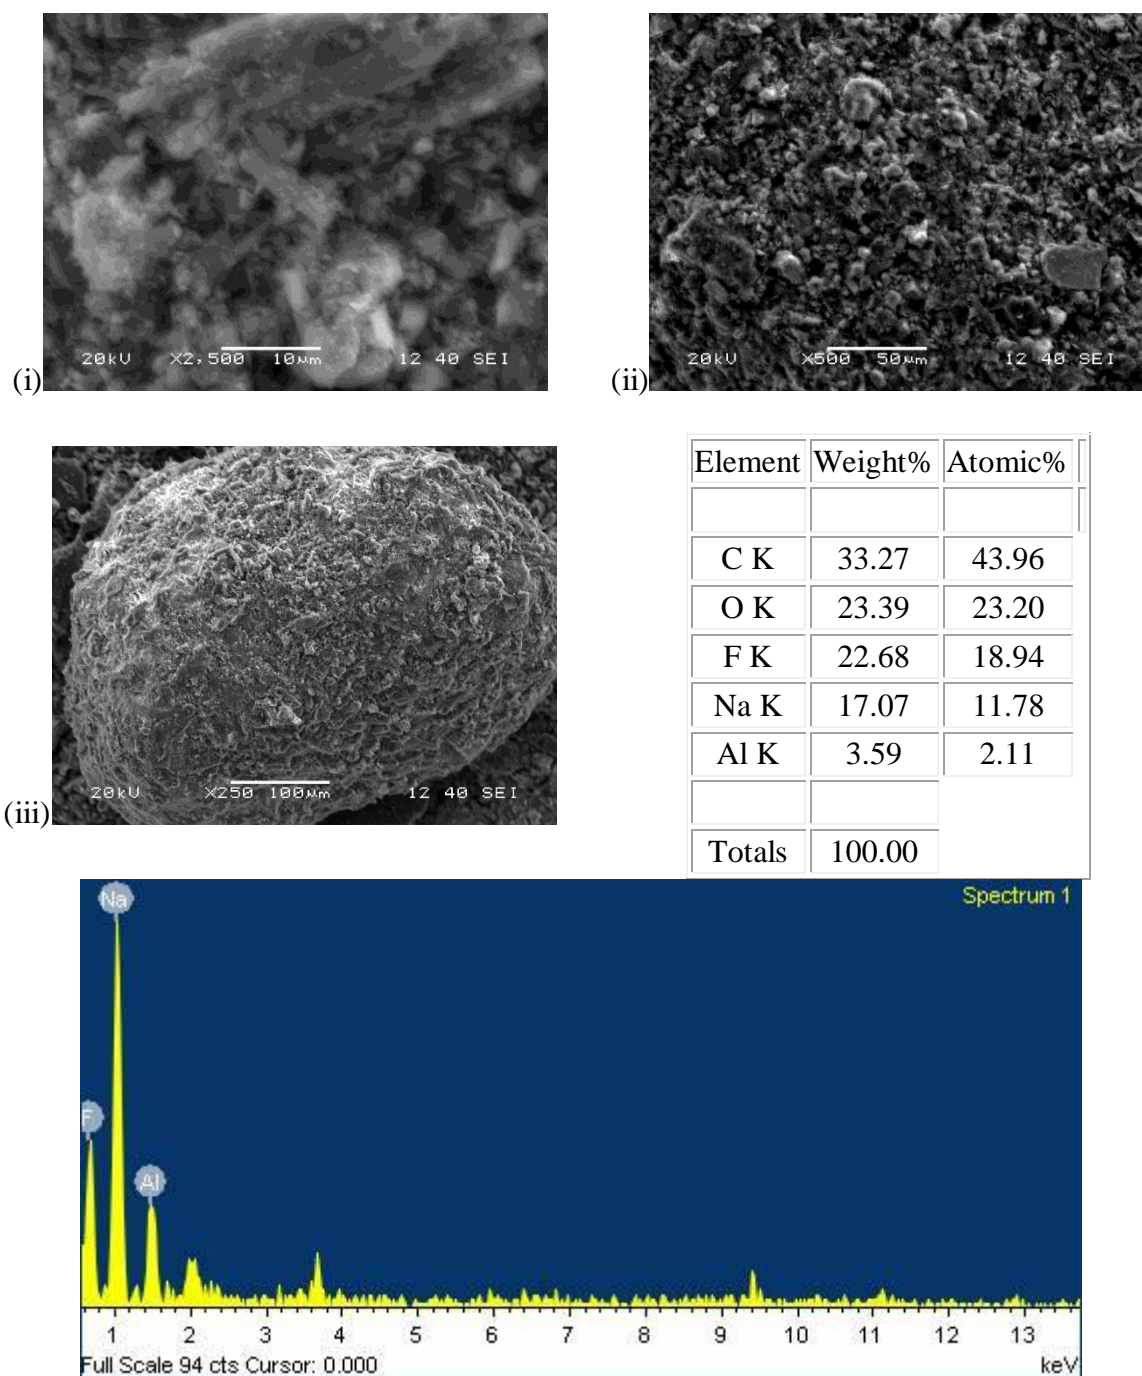 20kV X2,500 10µm 12 40 SEI
(i)
20kV X500 50µm 12 40 SEI
(ii)
20kV X250 100µm 12 40 SEI
(iii)
Element Weight% Atomic%
C K 33.27 43.96
O K 23.39 23.20
F K 22.68 18.94
Na K 17.07 11.78
Al K 3.59 2.11
Totals 100.00
Spectrum 1
Na
F
Al
1 2 3 4 5 6 7 8 9 10 11 12 13
Full Scale 94 cts Cursor: 0.000 keV